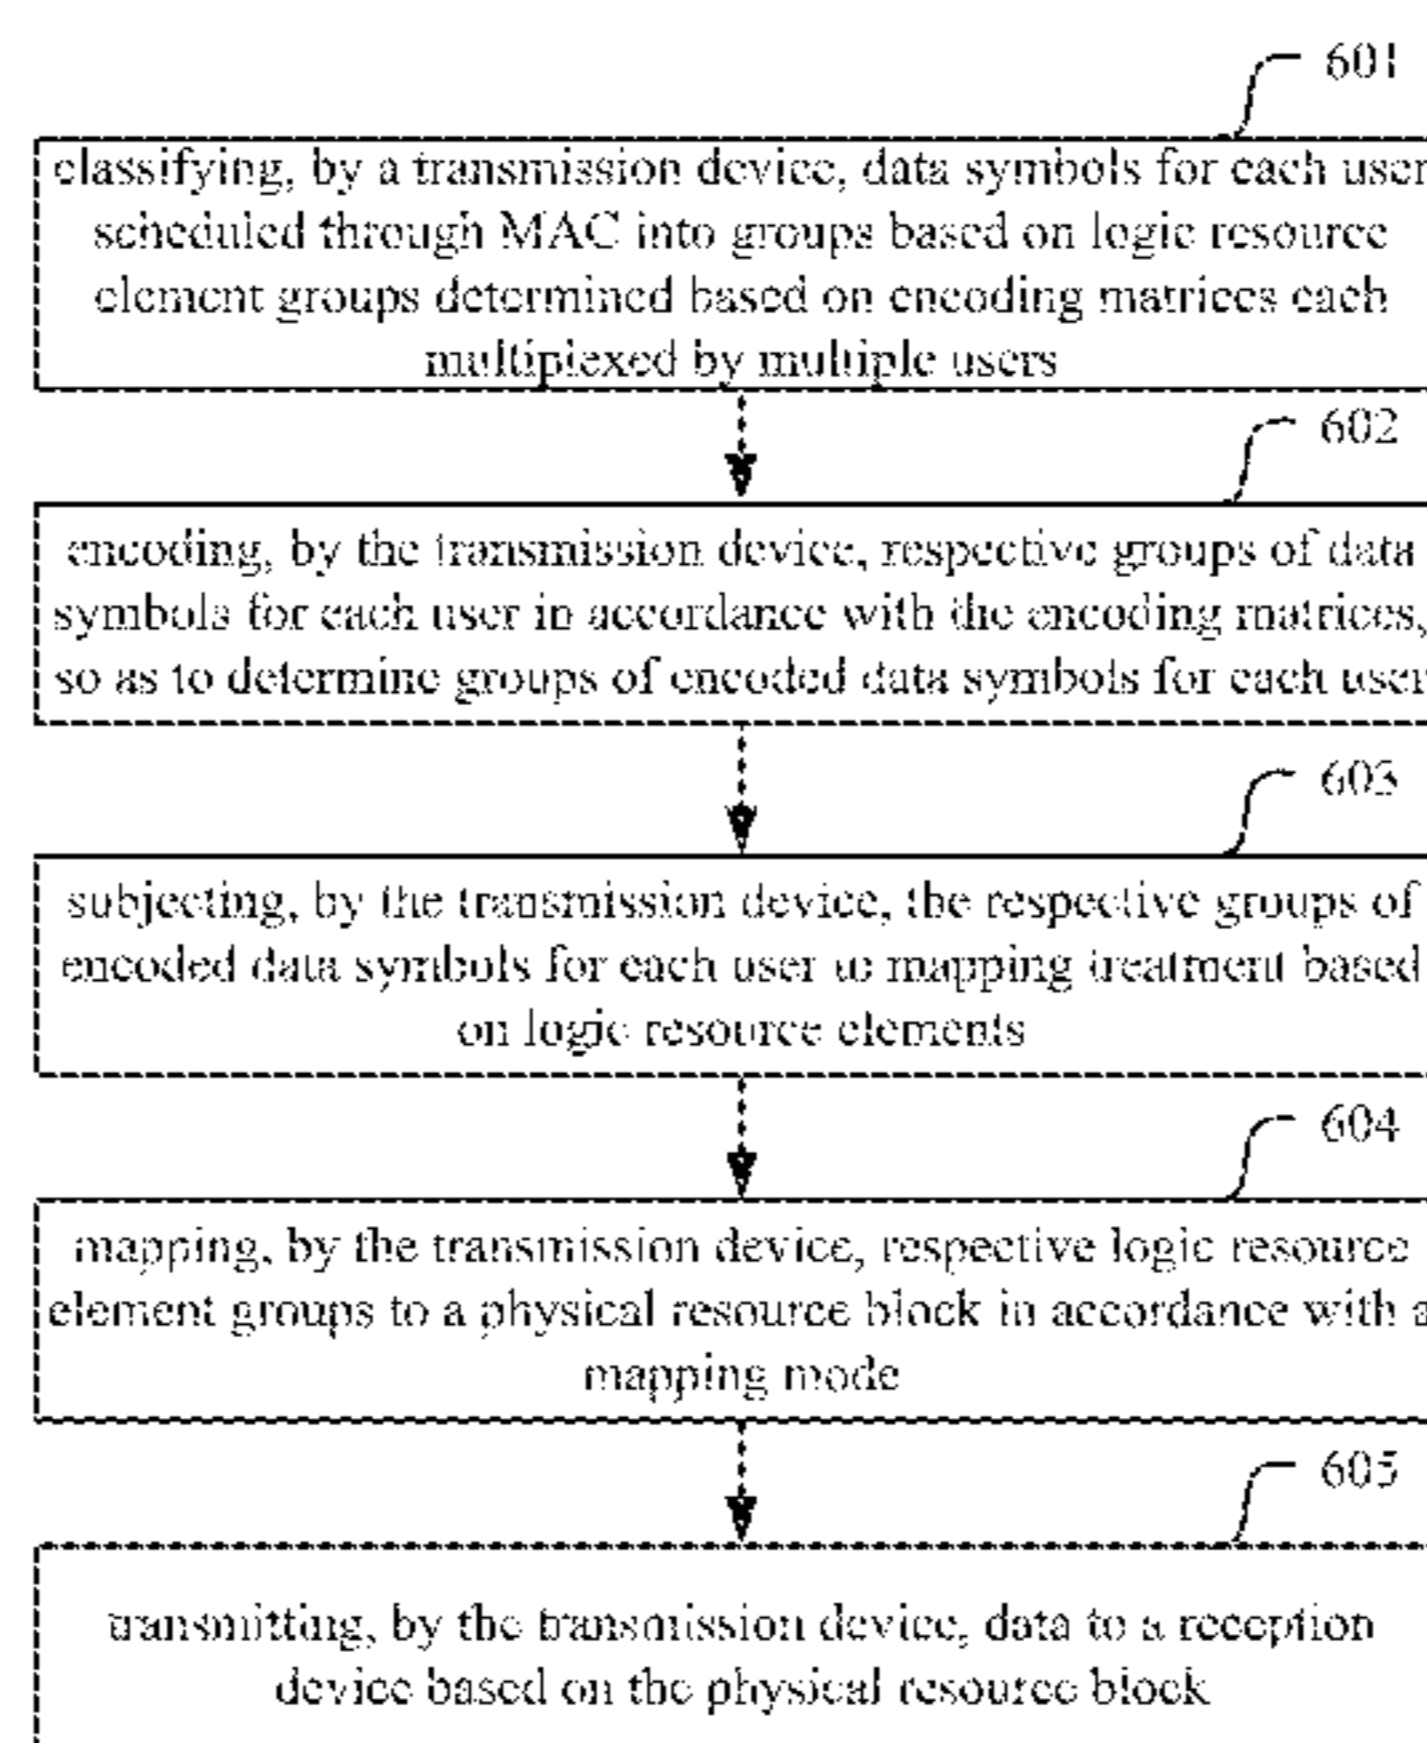 601
classifying, by a transmission device, data symbols for each user
scheduled through MAC into groups based on logic resource
element groups determined based on encoding matrices each
multiplexed by multiple users
602
encoding, by the transmission device, respective groups of data
symbols for each user in accordance with the encoding matrices,
so as to determine groups of encoded data symbols for each user
603
subjecting, by the transmission device, the respective groups of
encoded data symbols for each user to mapping treatment based
on logic resource elements
604
mapping, by the transmission device, respective logic resource
element groups to a physical resource block in accordance with a
mapping mode
605
transmitting, by the transmission device, data to a reception
device based on the physical resource block